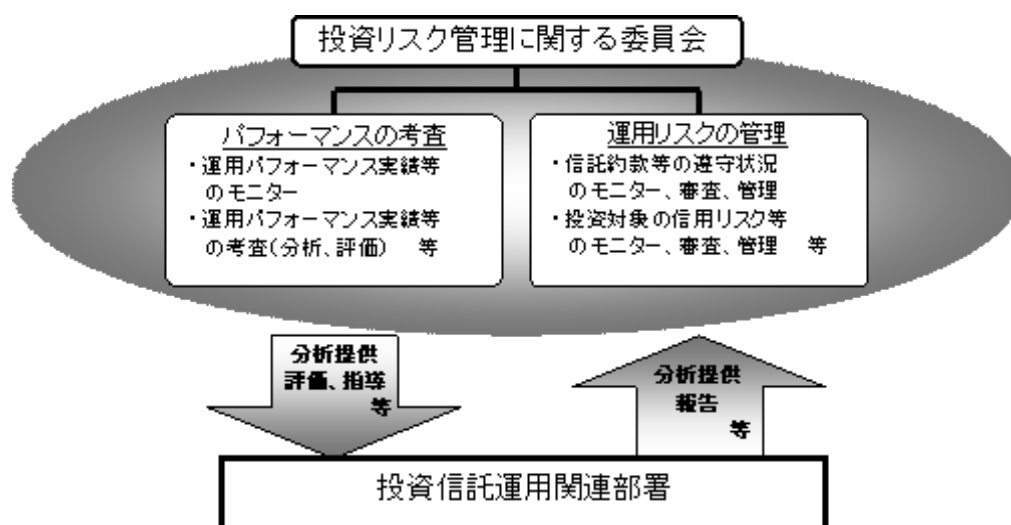 投資リスク管理に関する委員会
パフォーマンスの考査
・運用パフォーマンス実績等
のモニター
・運用パフォーマンス実績等
の考査(分析、評価) 等
運用リスクの管理
・信託約款等の遵守状況
のモニター、審査、管理
・投資対象の信用リスク等
のモニター、審査、管理 等
分析提供
評価、指導
等
分析提供
報告
等
投資信託運用関連部署